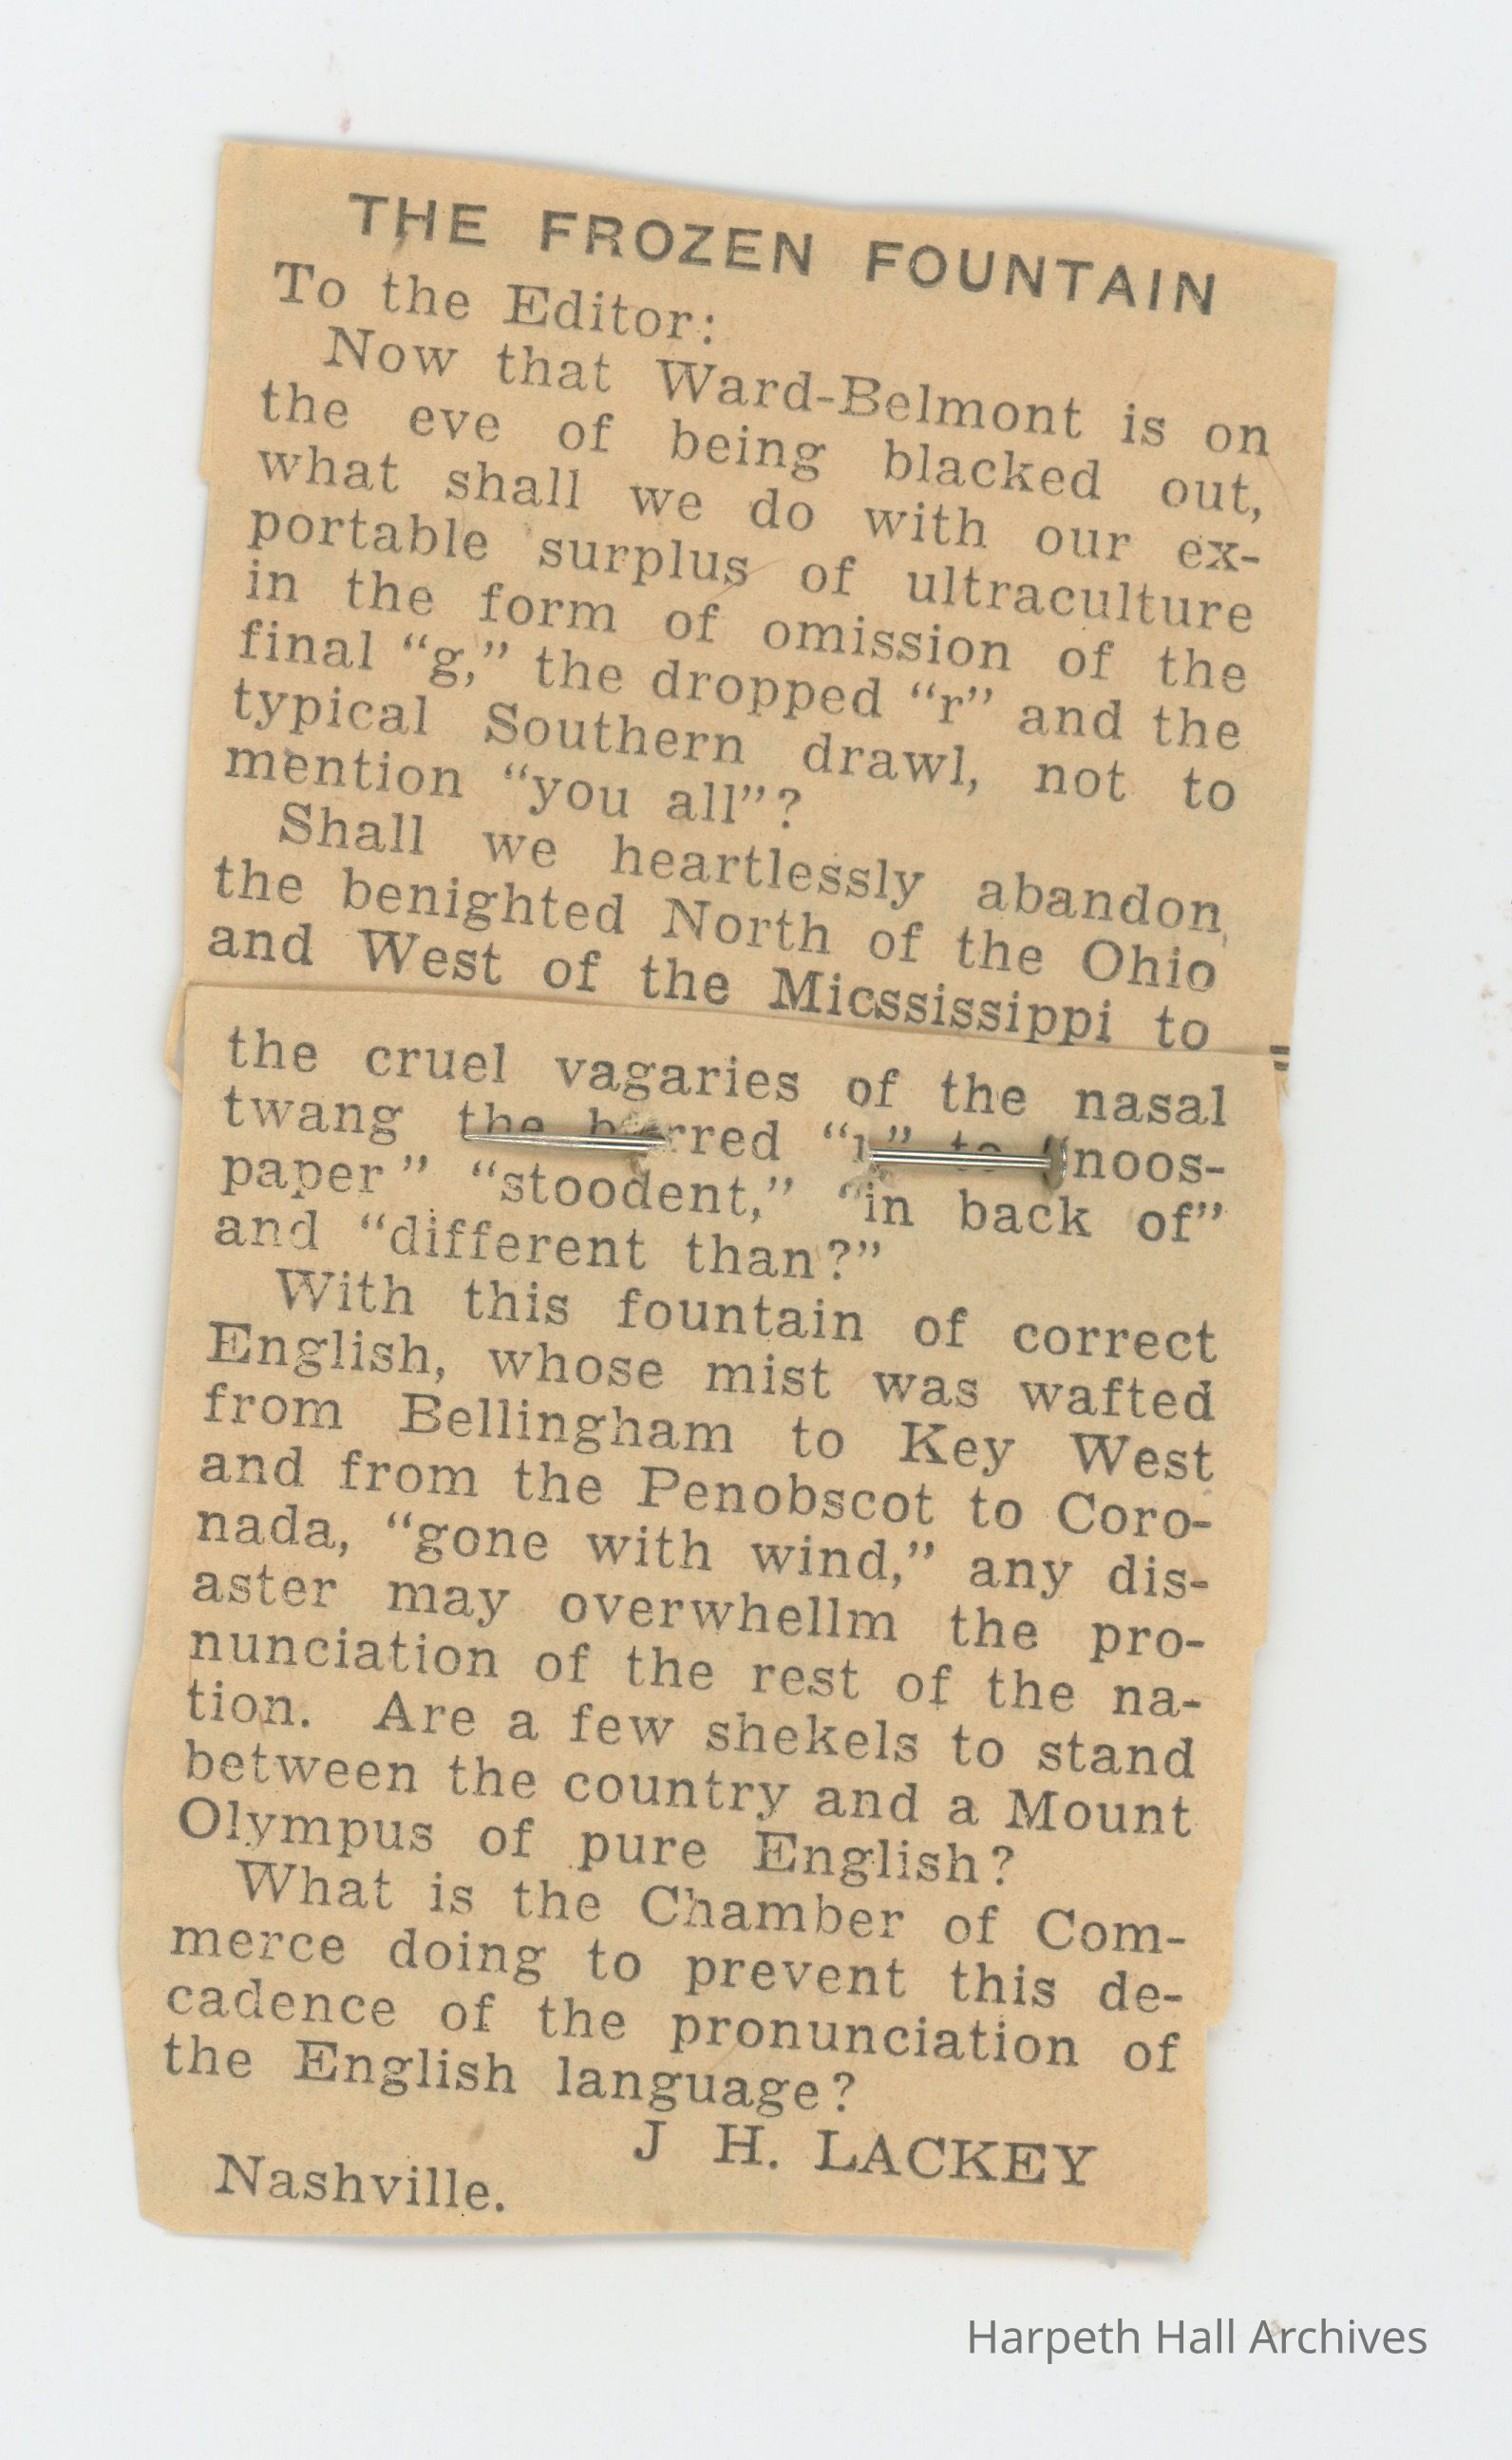 THE FROZEN FOUNTAIN
To the Editor:
Now that Ward-Belmont is on
the eve of being blacked out,
what shall we do with our ex-
portable surplus of ultraculture
in the form of omission of the
final “g,” the dropped “r” and the
typical Southern drawl, not to
mention “you all”?
Shall we heartlessly abandon
the benighted North of the Ohio
and West of the Micssissippi to
the cruel vagaries of the nasal
twang the “r” to “noos-
paper” “stoodent,” “in back of”
and “different than?”
With this fountain of correct
English, whose mist was wafted
from Bellingham to Key West
and from the Penobscot to Coro-
nada, “gone with wind,” any dis-
aster may overwhellm the pro-
nunciation of the rest of the na-
tion. Are a few shekels to stand
between the country and a Mount
Olympus of pure English?
What is the Chamber of Com-
merce doing to prevent this de-
cadence of the pronunciation of
the English language?
J H. LACKEY
Nashville.
Harpeth Hall Archives